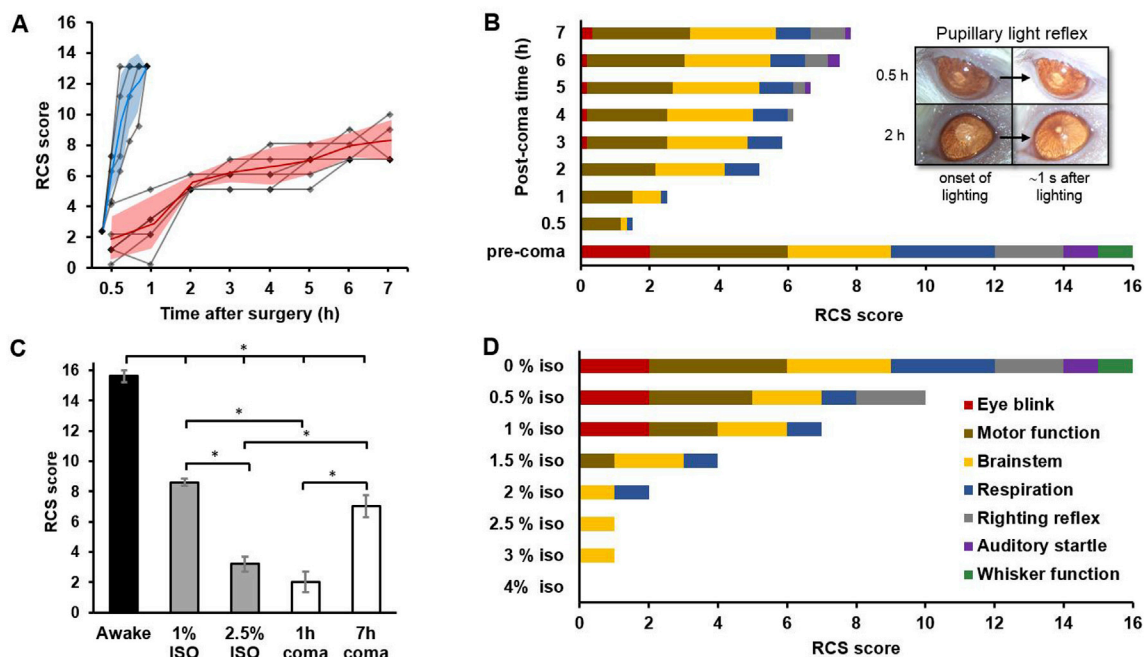 A
16
14
12
10
8
6
4
2
0
RCS score
0.5 1 2 3 4 5 6 7
Time after surgery (h)
B
Post-coma time (h)
7
6
5
4
3
2
1
0.5
pre-coma
0 2 4 6 8 10 12 14 16
RCS score
Pupillary light reflex
0.5 h
2 h
onset of
lighting
~1 s after
lighting
C
RCS score
16
14
12
10
8
6
4
2
0
*
*
*
*
*
Awake
1%
ISO
2.5%
ISO
1h
coma
7h
coma
D
0 % iso
0.5 % iso
1 % iso
1.5 % iso
2 % iso
2.5 % iso
3 % iso
4% iso
0 2 4 6 8 10 12 14 16
RCS score
Eye blink
Motor function
Brainstem
Respiration
Righting reflex
Auditory startle
Whisker function